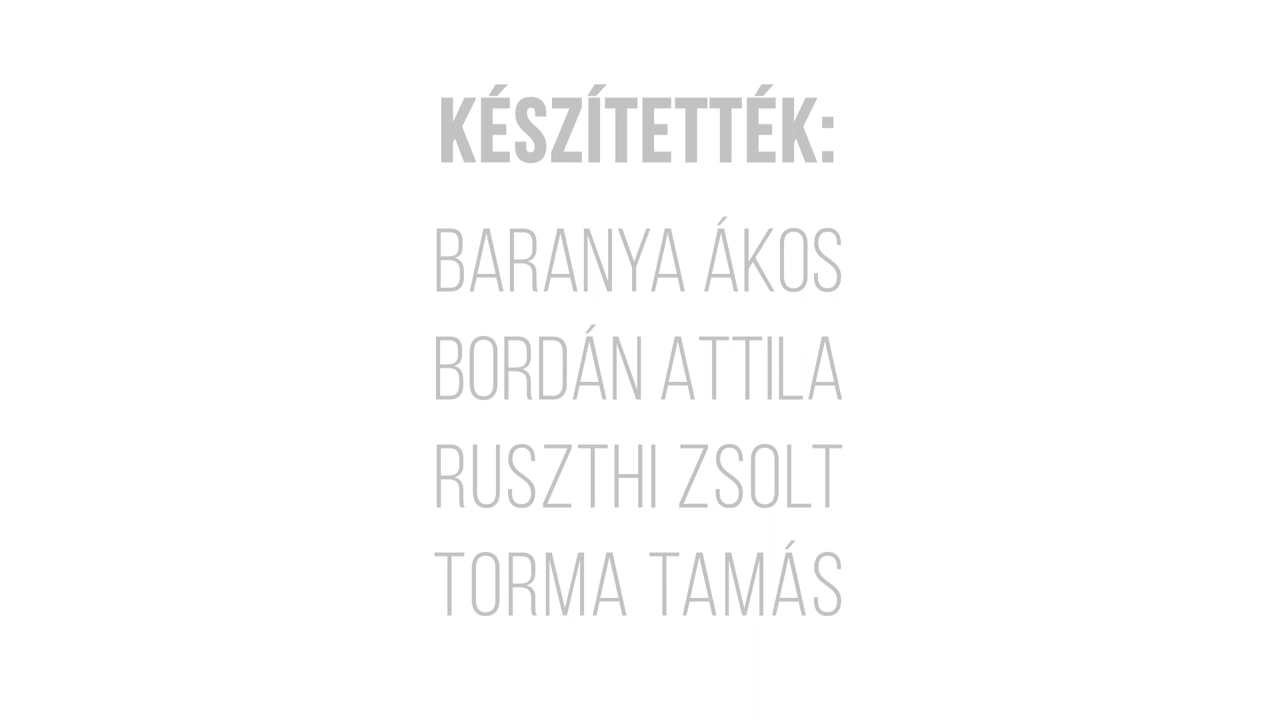 KÉSZÍTETTÉK:
BARANYA ÁKOS
BORDÁN ATTILA
RUSZTHI ZSOLT
TORMA TAMÁS